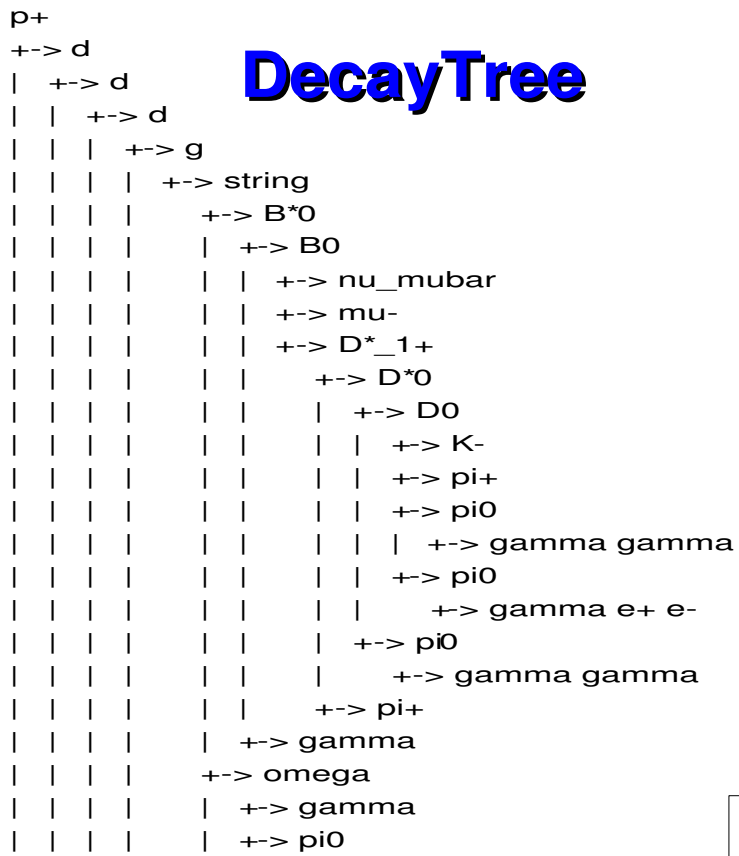 p+
+-> d
DecayTree
|   +-> d
|   |   +-> d
|   |   |   +-> g
|   |   |   |   +-> string
|   |   |   |       +-> B*0
|   |   |   |       |   +-> B0
|   |   |   |       |   |   +-> nu_mubar
|   |   |   |       |   |   +-> mu-
|   |   |   |       |   |   +-> D*_1+
|   |   |   |       |   |       +-> D*0
|   |   |   |       |   |       |   +-> D0
|   |   |   |       |   |       |   |   +-> K-
|   |   |   |       |   |       |   |   +-> pi+
|   |   |   |       |   |       |   |   +-> pi0
|   |   |   |       |   |       |   |   |   +-> gamma gamma
|   |   |   |       |   |       |   |   +-> pi0
|   |   |   |       |   |       |   |       +-> gamma e+ e-
|   |   |   |       |   |       |   +-> pi0
|   |   |   |       |   |       |       +-> gamma gamma
|   |   |   |       |   |       +-> pi+
|   |   |   |       |   +-> gamma
|   |   |   |       +-> omega
|   |   |   |       |   +-> gamma
|   |   |   |       |   +-> pi0